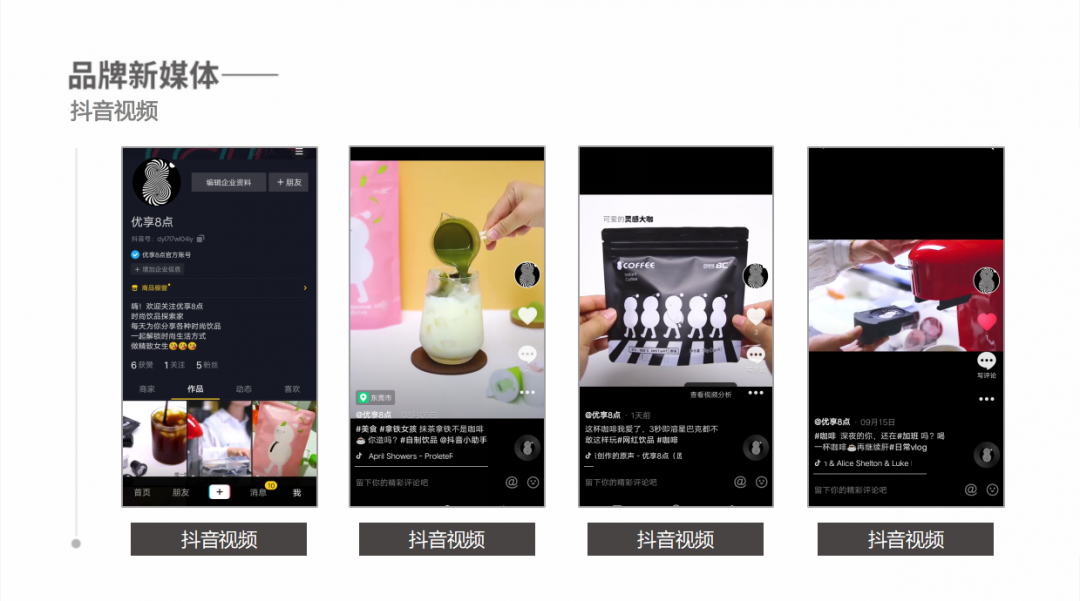 品牌新媒体
抖音视频
编辑企业资料
+ 朋友
优享8点
抖音号:
优享8点官方账号
+ 增加企业信息
商品橱窗
嗨！欢迎关注优享8点
时尚饮品探索家
每天为你分享各种时尚饮品
一起解锁时尚生活方式
做精致女生😘😘😘
6获赞 1关注 5粉丝
商家 作品 动态 喜欢
首页 朋友 + 消息 10 我
抖音视频
东莞市
@优享8点
#美食 #拿铁女孩 抹茶拿铁不是咖啡
☕ 你造吗？#自制饮品 @抖音小助手
April Showers - ProleteR
留下你的精彩评论吧
抖音视频
可爱的灵感大咖
COFFEE
查看视频分析
@优享8点 · 1天前
这杯咖啡我爱了，3秒即溶星巴克都不
敢这样玩#网红饮品 #咖啡
创作的原声 - 优享8点
留下你的精彩评论吧
抖音视频
写评论
@优享8点 · 09月15日
#咖啡 深夜的你，还在#加班 吗？喝
一杯咖啡☕再继续肝#日常vlog
& Alice Shelton & Luke
留下你的精彩评论吧
抖音视频